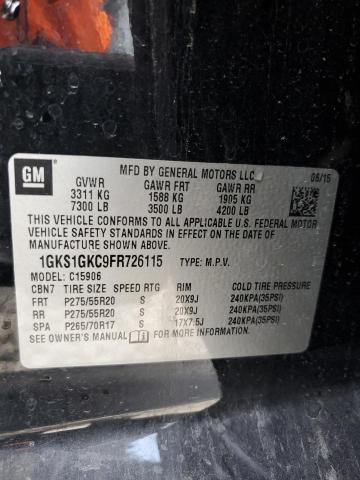 GM
MFD BY GENERAL MOTORS LLC 06/15
GVWR GAWR FRT GAWR RR
3311 KG 1588 KG 1905 KG
7300 LB 3500 LB 4200 LB
THIS VEHICLE CONFORMS TO ALL APPLICABLE U.S. FEDERAL MOTOR
VEHICLE SAFETY STANDARDS IN EFFECT ON THE DATE OF
MANUFACTURE SHOWN ABOVE.
1GKS1GKC9FR726115 TYPE: M.P.V.
MODEL: C15906
CBN7 TIRE SIZE SPEED RTG RIM COLD TIRE PRESSURE
FRT P275/55R20 S 20X9J 240KPA(35PSI)
RR P275/55R20 S 20X9J 240KPA(35PSI)
SPA P265/70R17 S 17X7.5J 240KPA(35PSI)
SEE OWNER'S MANUAL i FOR MORE INFORMATION.